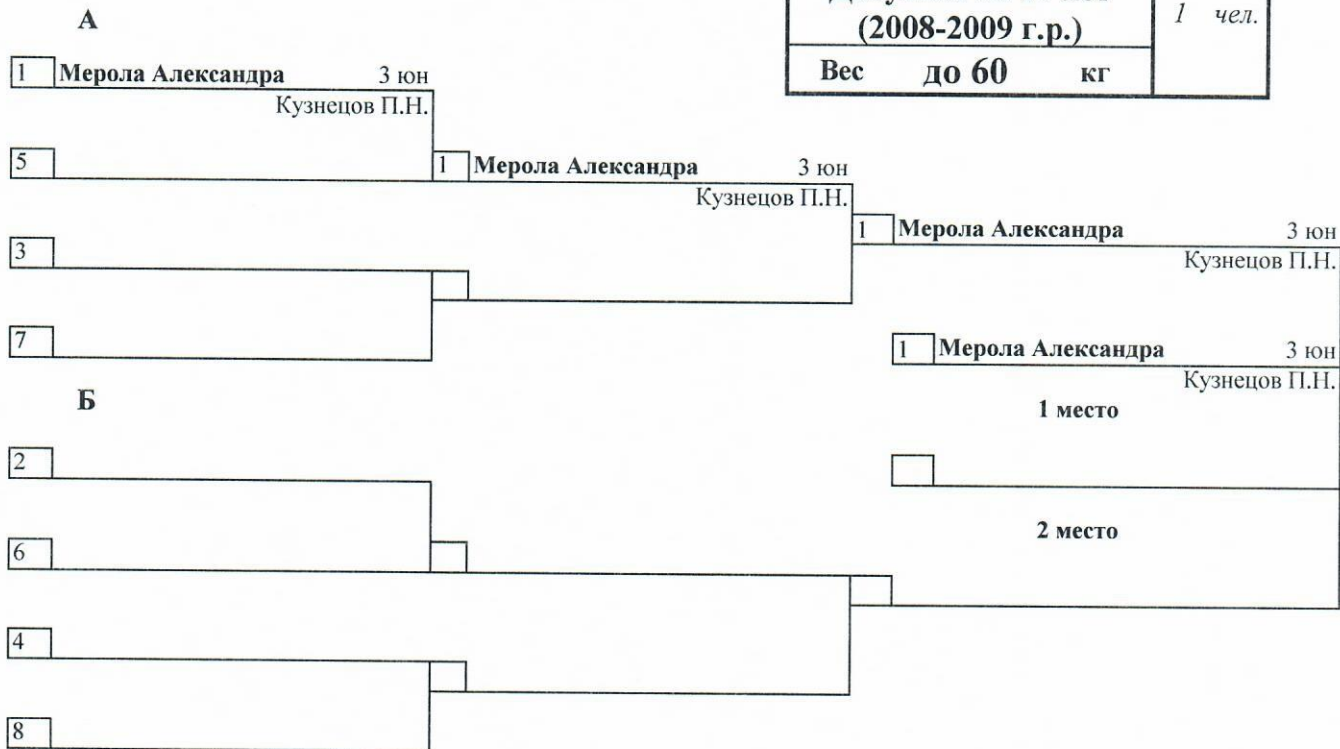 (2008-2009 г.р.)
1 чел.
Вес до 60 кг
А
1 Мерола Александра 3 юн
Кузнецов П.Н.
5
1 Мерола Александра 3 юн
Кузнецов П.Н.
1 Мерола Александра 3 юн
Кузнецов П.Н.
3
7
1 Мерола Александра 3 юн
Кузнецов П.Н.
1 место
Б
2
2 место
6
4
8